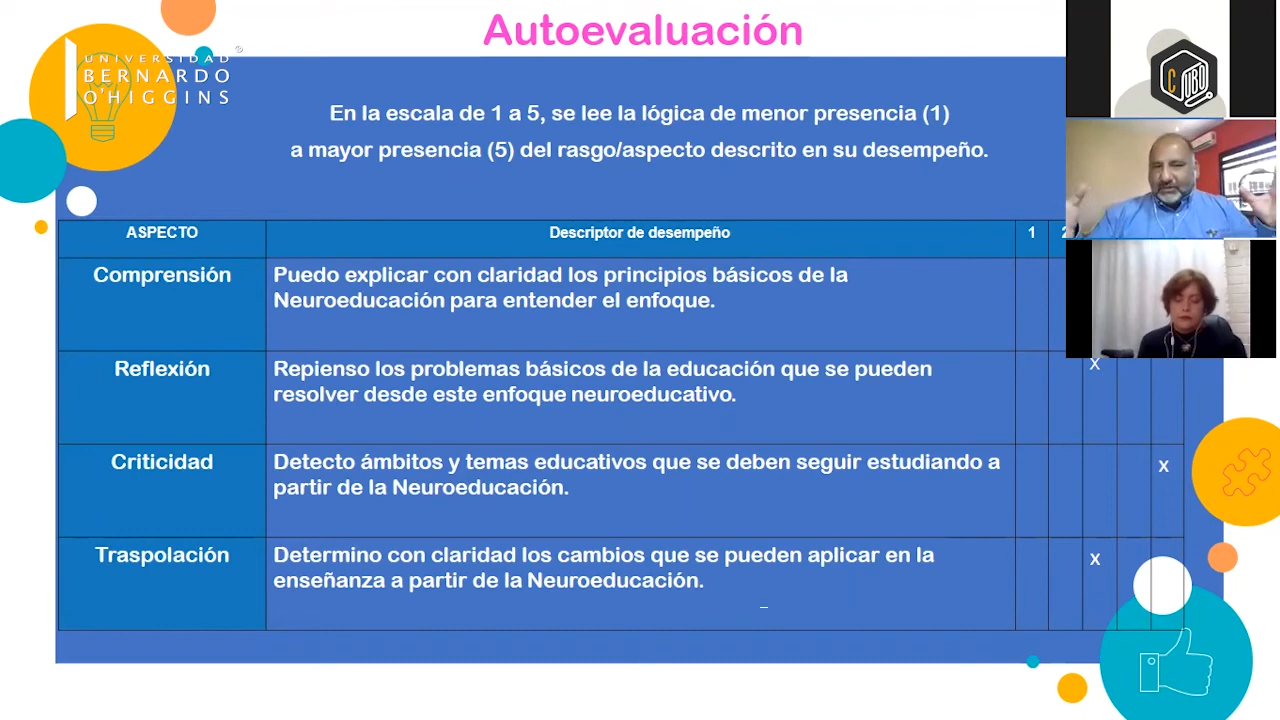 Autoevaluación
UNIVERSIDAD
BERNARDO
O'HIGGINS
En la escala de 1 a 5, se lee la lógica de menor presencia (1)
a mayor presencia (5) del rasgo/aspecto descrito en su desempeño.
ASPECTO Descriptor de desempeño 1 2
Comprensión Puedo explicar con claridad los principios básicos de la
Neuroeducación para entender el enfoque.
Reflexión Repienso los problemas básicos de la educación que se pueden X
resolver desde este enfoque neuroeducativo.
Criticidad Detecto ámbitos y temas educativos que se deben seguir estudiando a X
partir de la Neuroeducación.
Traspolación Determino con claridad los cambios que se pueden aplicar en la X
enseñanza a partir de la Neuroeducación.
C UBO